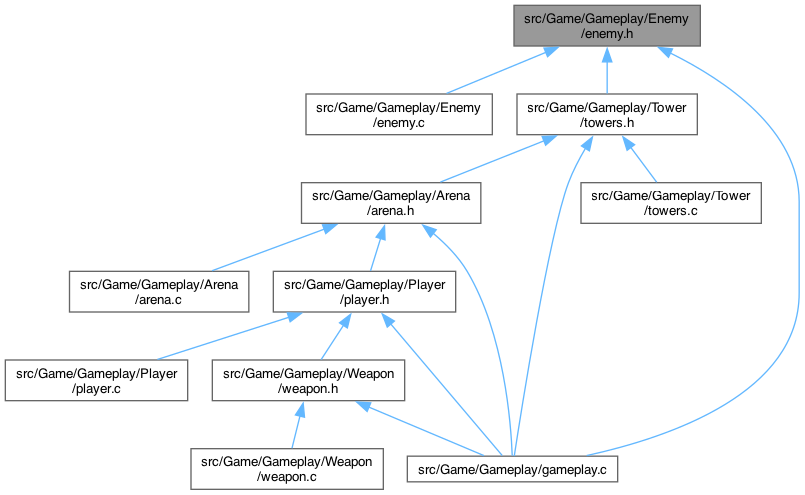 src/Game/Gameplay/Enemy
/enemy.h
src/Game/Gameplay/Enemy
/enemy.c
src/Game/Gameplay/Tower
/towers.h
src/Game/Gameplay/Arena
/arena.h
src/Game/Gameplay/Tower
/towers.c
src/Game/Gameplay/Arena
/arena.c
src/Game/Gameplay/Player
/player.h
src/Game/Gameplay/Player
/player.c
src/Game/Gameplay/Weapon
/weapon.h
src/Game/Gameplay/Weapon
/weapon.c
src/Game/Gameplay/gameplay.c